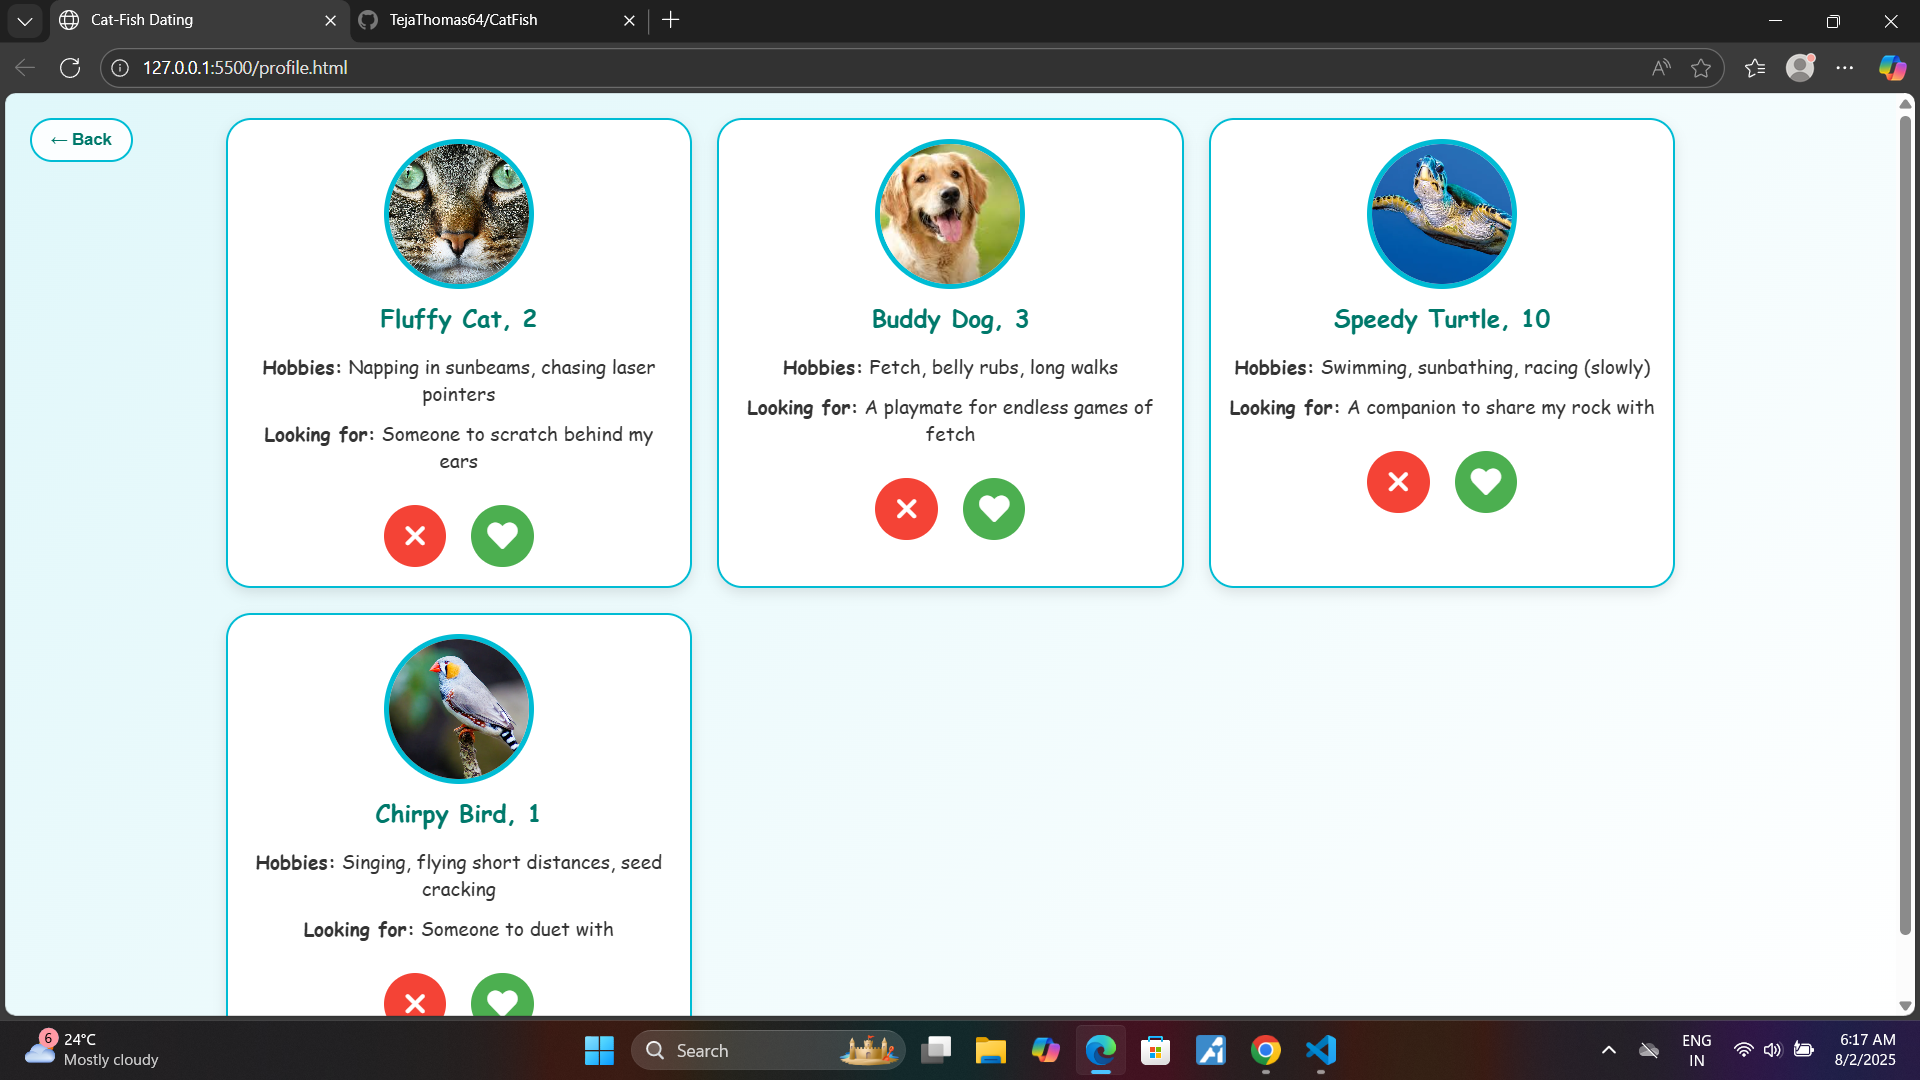 Cat-Fish Dating
TejaThomas64/CatFish
127.0.0.1:5500/profile.html
← Back
Fluffy Cat, 2
Hobbies: Napping in sunbeams, chasing laser
pointers
Looking for: Someone to scratch behind my
ears
Buddy Dog, 3
Hobbies: Fetch, belly rubs, long walks
Looking for: A playmate for endless games of
fetch
Speedy Turtle, 10
Hobbies: Swimming, sunbathing, racing (slowly)
Looking for: A companion to share my rock with
Chirpy Bird, 1
Hobbies: Singing, flying short distances, seed
cracking
Looking for: Someone to duet with
6
24°C
Mostly cloudy
Search
ENG
IN
6:17 AM
8/2/2025